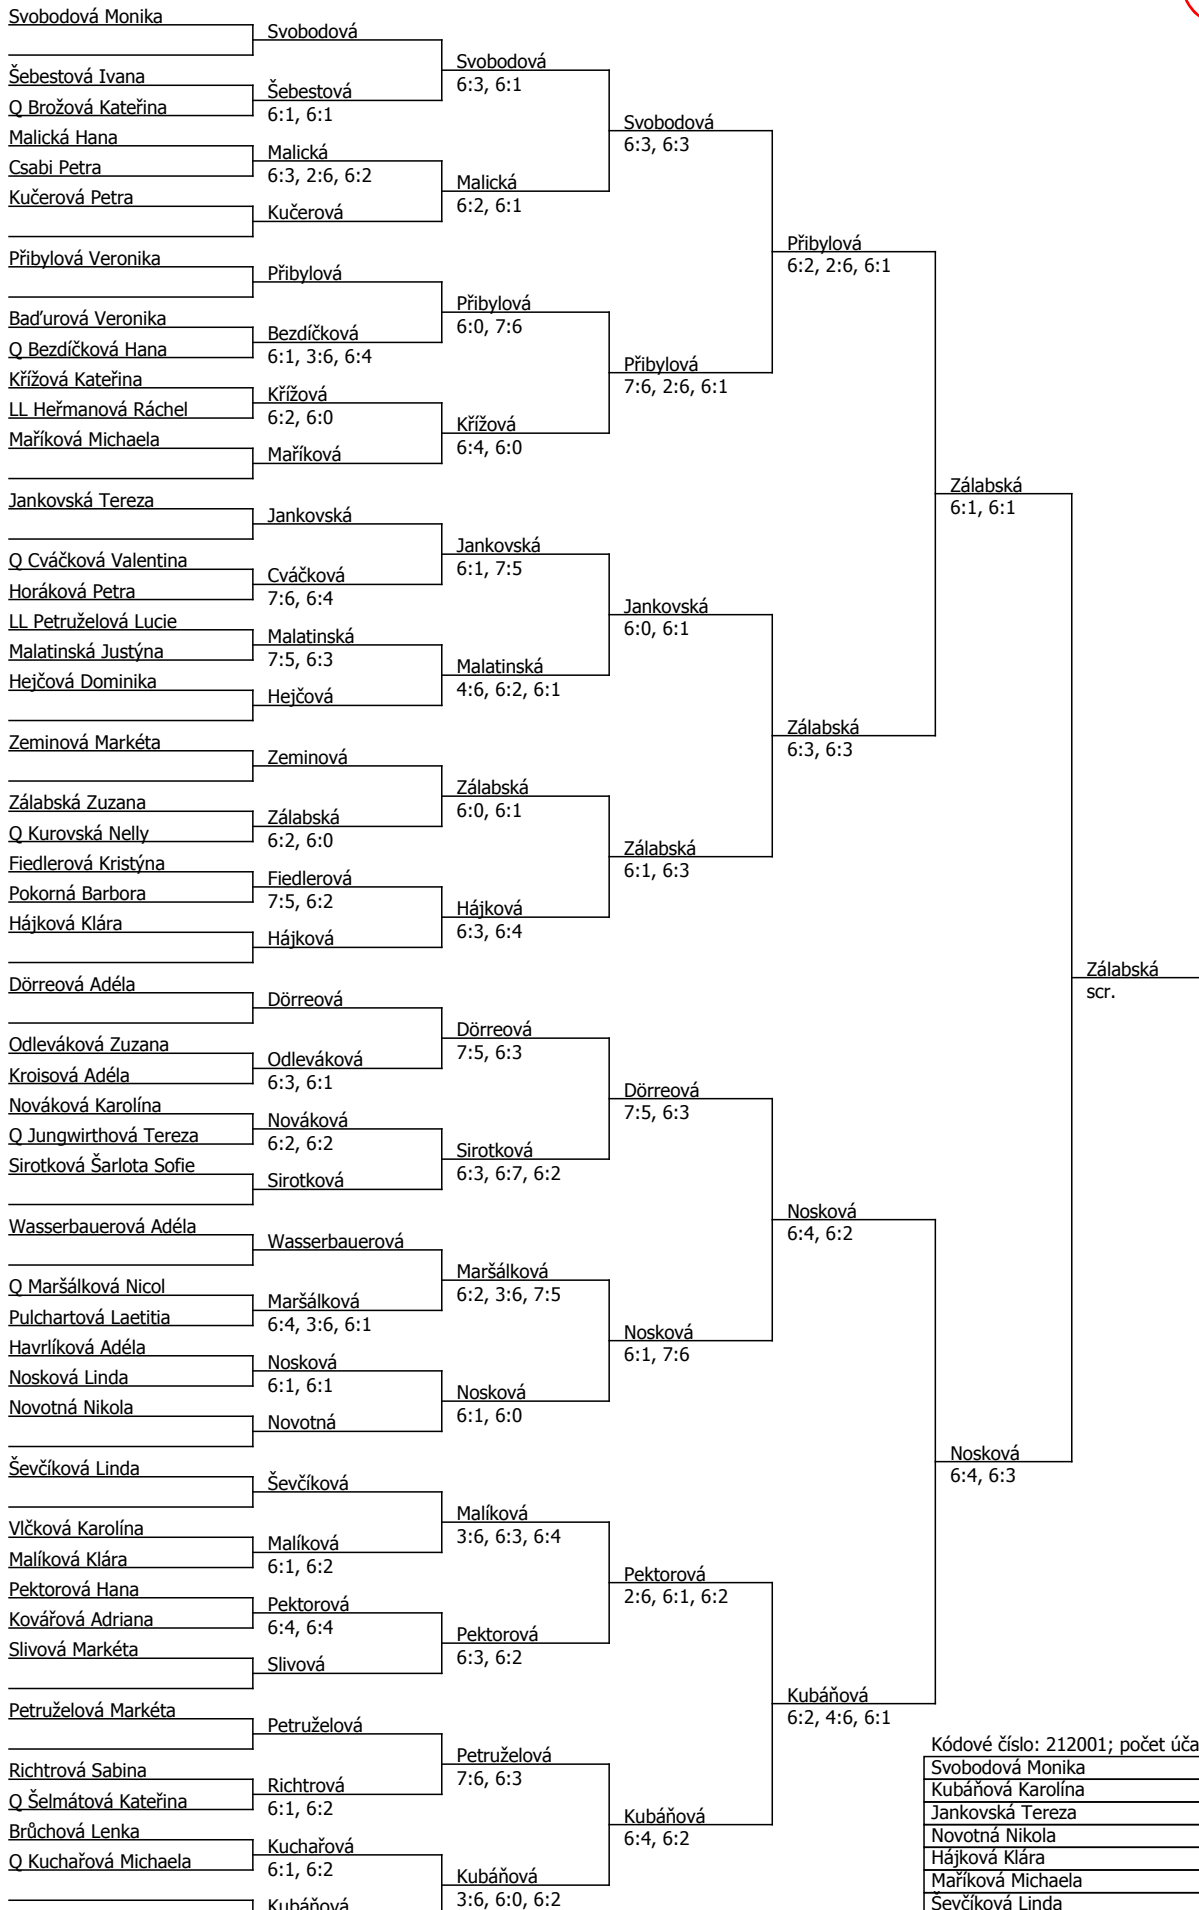 Svobodová Monika
Svobodová
Svobodová
6:3, 6:1
Šebestová Ivana
Šebestová
6:1, 6:1
Q Brožová Kateřina
Svobodová
6:3, 6:3
Malická Hana
Malická
6:3, 2:6, 6:2
Csabi Petra
Malická
6:2, 6:1
Kučerová Petra
Kučerová
Přibylová
6:2, 2:6, 6:1
Přibylová Veronika
Přibylová
Přibylová
6:0, 7:6
Baďurová Veronika
Bezdíčková
6:1, 3:6, 6:4
Q Bezdíčková Hana
Přibylová
7:6, 2:6, 6:1
Křížová Kateřina
Křížová
6:2, 6:0
LL Heřmanová Ráchel
Křížová
6:4, 6:0
Maříková Michaela
Maříková
Zálabská
6:1, 6:1
Jankovská Tereza
Jankovská
Jankovská
6:1, 7:5
Q Cváčková Valentina
Cváčková
7:6, 6:4
Horáková Petra
Jankovská
6:0, 6:1
LL Petruželová Lucie
Malatinská
7:5, 6:3
Malatinská Justýna
Malatinská
4:6, 6:2, 6:1
Hejčová Dominika
Hejčová
Zálabská
6:3, 6:3
Zeminová Markéta
Zeminová
Zálabská
6:0, 6:1
Zálabská Zuzana
Zálabská
6:2, 6:0
Q Kurovská Nelly
Zálabská
6:1, 6:3
Fiedlerová Kristýna
Fiedlerová
7:5, 6:2
Pokorná Barbora
Hájková
6:3, 6:4
Hájková Klára
Hájková
Zálabská
scr.
Dörreová Adéla
Dörreová
Dörreová
7:5, 6:3
Odleváková Zuzana
Odleváková
6:3, 6:1
Kroisová Adéla
Dörreová
7:5, 6:3
Nováková Karolína
Nováková
6:2, 6:2
Q Jungwirthová Tereza
Sirotková
6:3, 6:7, 6:2
Sirotková Šarlota Sofie
Sirotková
Nosková
6:4, 6:2
Wasserbauerová Adéla
Wasserbauerová
Maršálková
6:2, 3:6, 7:5
Q Maršálková Nicol
Maršálková
6:4, 3:6, 6:1
Pulchartová Laetitia
Nosková
6:1, 7:6
Havrlíková Adéla
Nosková
6:1, 6:1
Nosková Linda
Nosková
6:1, 6:0
Novotná Nikola
Novotná
Nosková
6:4, 6:3
Ševčíková Linda
Ševčíková
Malíková
3:6, 6:3, 6:4
Vlčková Karolína
Malíková
6:1, 6:2
Malíková Klára
Pektorová
2:6, 6:1, 6:2
Pektorová Hana
Pektorová
6:4, 6:4
Kovářová Adriana
Pektorová
6:3, 6:2
Slivová Markéta
Slivová
Kubáňová
6:2, 4:6, 6:1
Petruželová Markéta
Petruželová
Petruželová
7:6, 6:3
Richtrová Sabina
Richtrová
6:1, 6:2
Q Šelmátová Kateřina
Kubáňová
6:4, 6:2
Brůchová Lenka
Kuchařová
6:1, 6:2
Q Kuchařová Michaela
Kubáňová
3:6, 6:0, 6:2
Kubáňová
Kódové číslo: 212001; počet úča
Svobodová Monika
Kubáňová Karolína
Jankovská Tereza
Novotná Nikola
Hájková Klára
Maříková Michaela
Ševčíková Linda